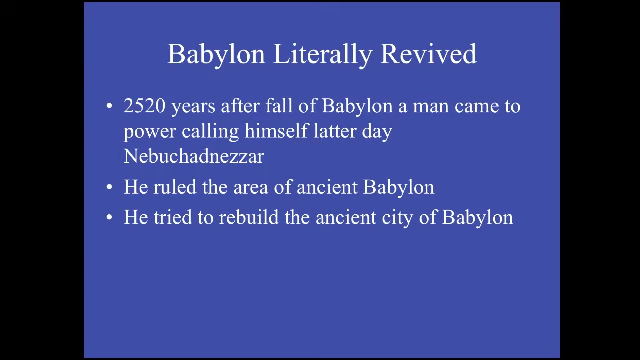 Babylon Literally Revived
• 2520 years after fall of Babylon a man came to
power calling himself latter day
Nebuchadnezzar
• He ruled the area of ancient Babylon
• He tried to rebuild the ancient city of Babylon